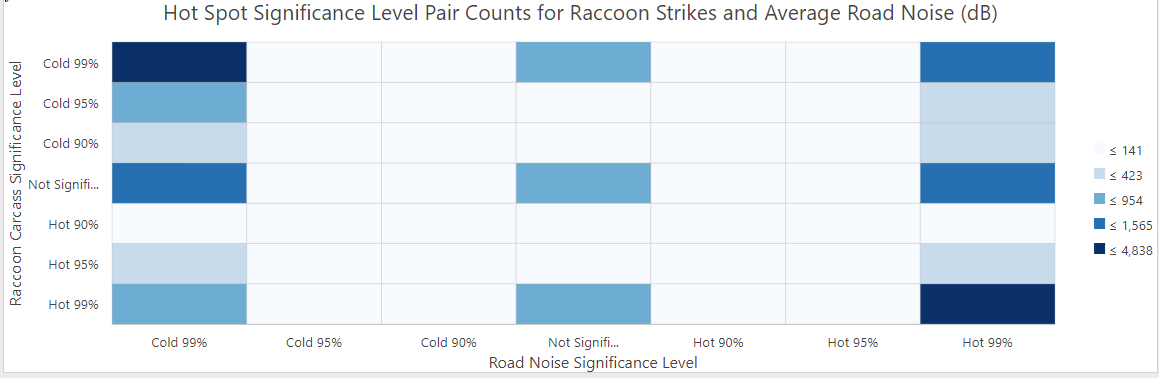 Hot Spot Significance Level Pair Counts for Raccoon Strikes and Average Road Noise (dB)
Raccoon Carcass Significance Level
Cold 99%
Cold 95%
Cold 90%
Not Signifi...
Hot 90%
Hot 95%
Hot 99%
≤ 141
≤ 423
≤ 954
≤ 1,565
≤ 4,838
Cold 99% Cold 95% Cold 90% Not Signifi... Hot 90% Hot 95% Hot 99%
Road Noise Significance Level